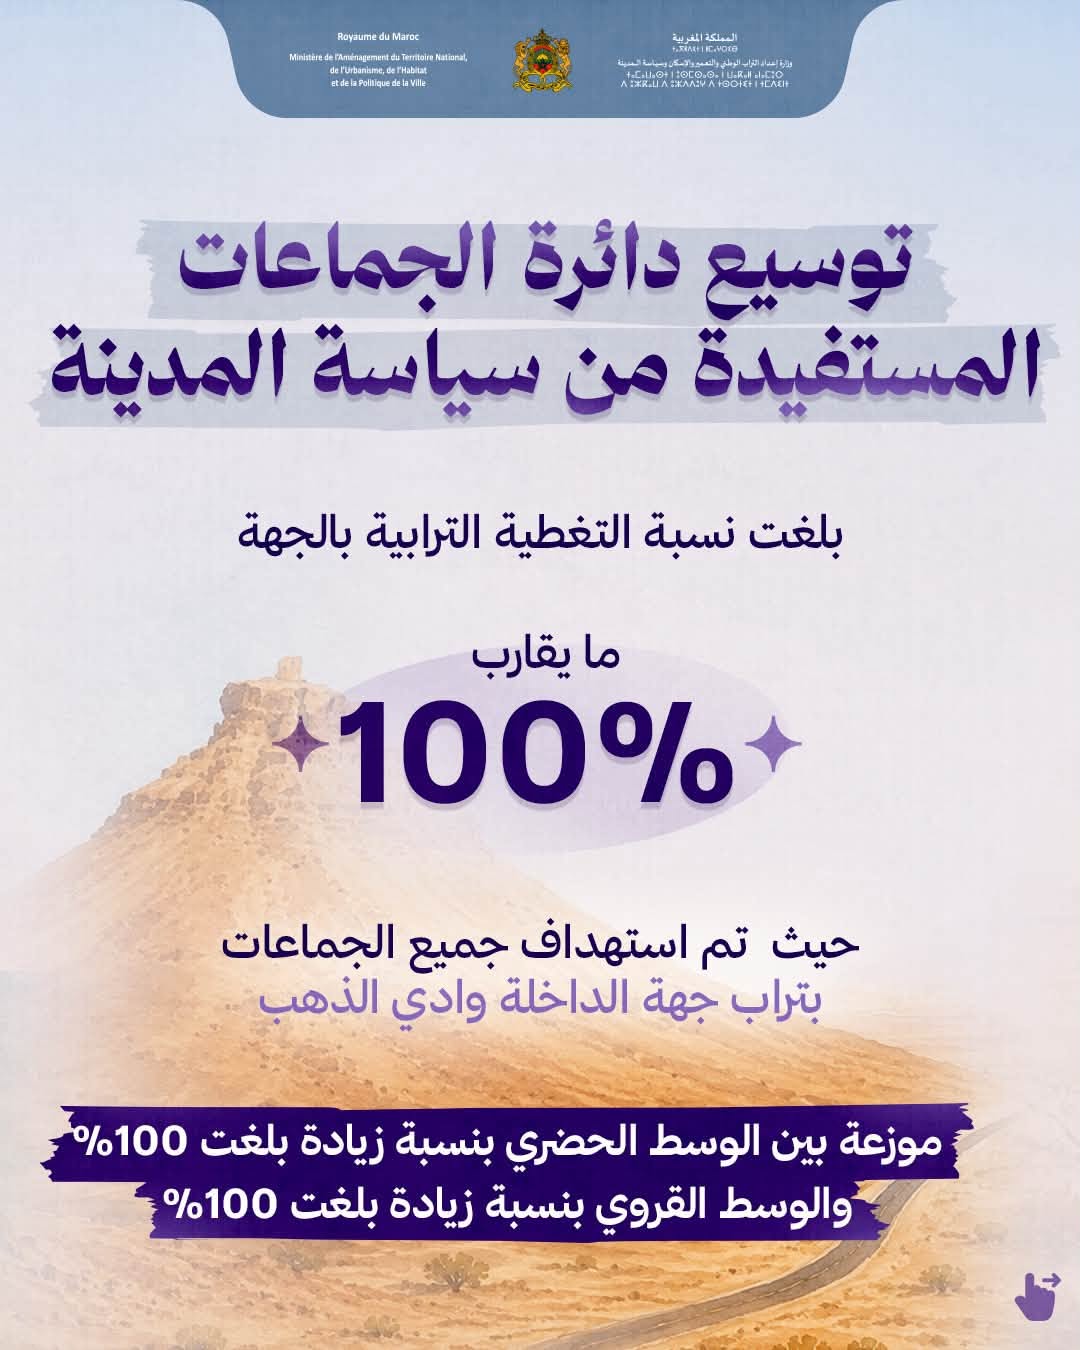 Royaume du Maroc
Ministère de l'Aménagement du Territoire National,
de l'Urbanisme, de l'Habitat
et de la Politique de la Ville
المملكة المغربية
ⵜⴰⴳⵍⴷⵉⵜ ⵏ ⵍⵎⵖⵔⵉⴱ
وزارة إعداد التراب الوطني والتعمير والإسكان وسياسة المدينة
توسيع دائرة الجماعات
المستفيدة من سياسة المدينة
بلغت نسبة التغطية الترابية بالجهة
ما يقارب
100%
حيث تم استهداف جميع الجماعات
بتراب جهة الداخلة وادي الذهب
موزعة بين الوسط الحضري بنسبة زيادة بلغت 100%
والوسط القروي بنسبة زيادة بلغت 100%